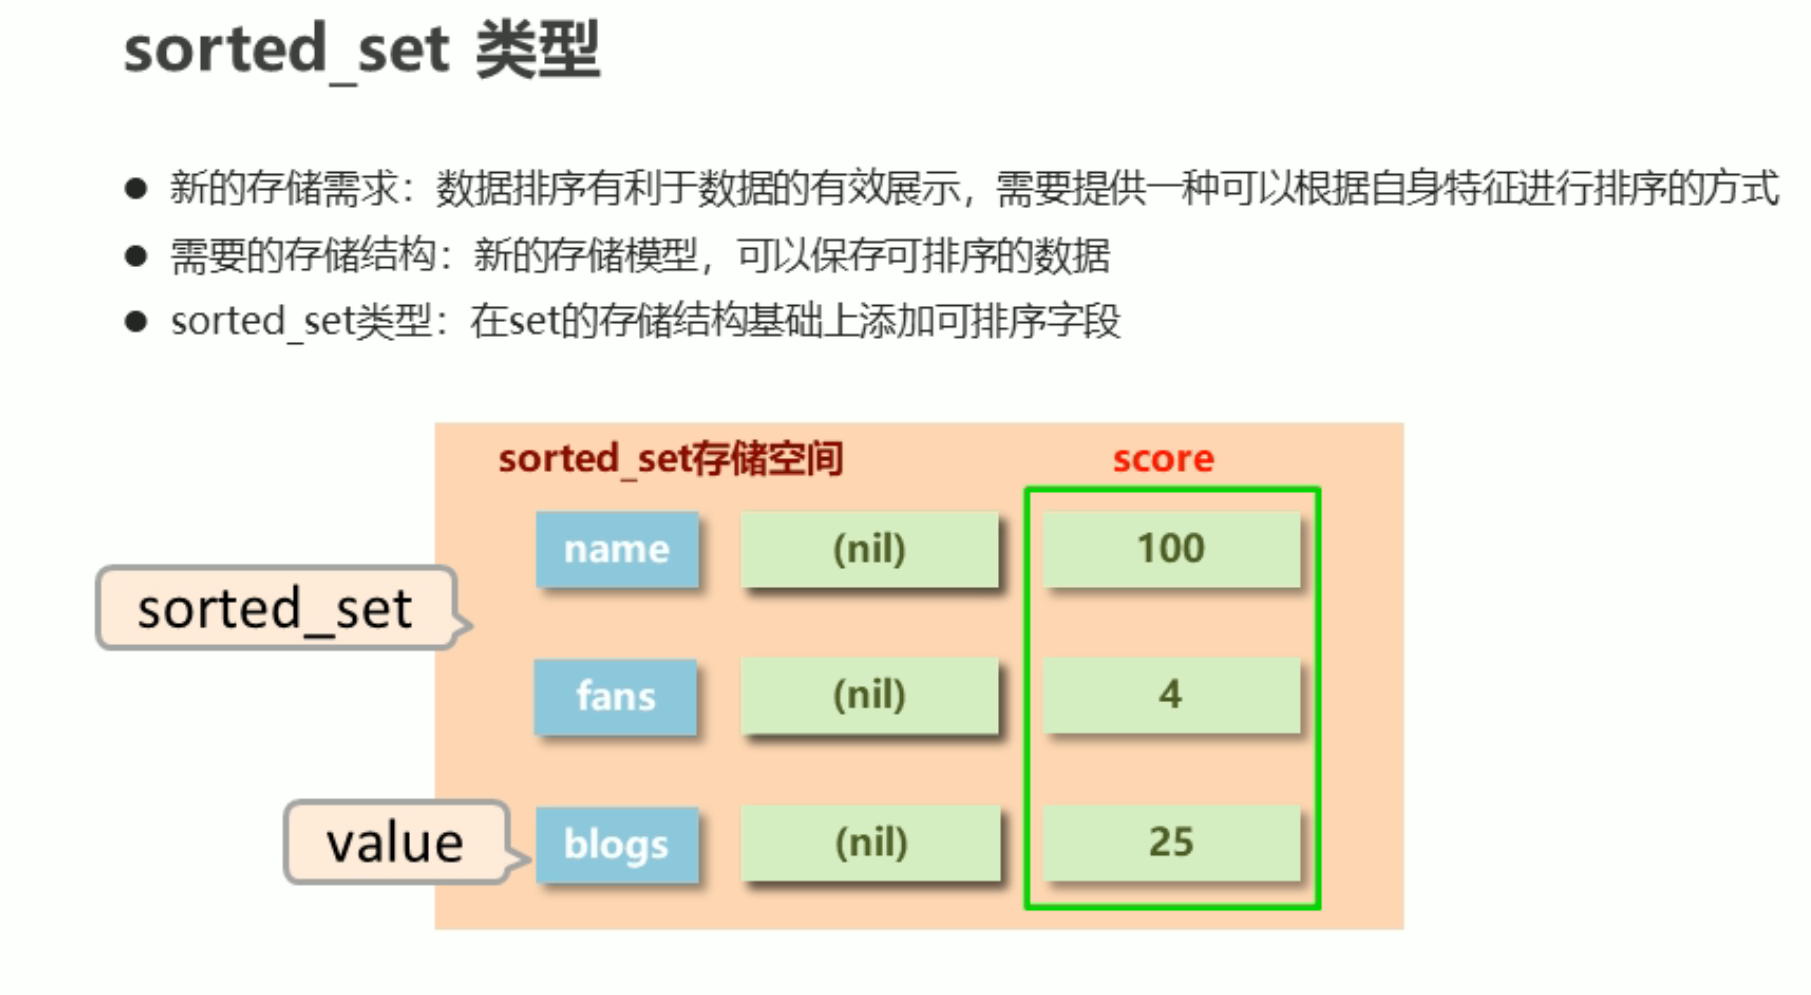 sorted_set 类型
● 新的存储需求：数据排序有利于数据的有效展示，需要提供一种可以根据自身特征进行排序的方式
● 需要的存储结构：新的存储模型，可以保存可排序的数据
● sorted_set类型：在set的存储结构基础上添加可排序字段
sorted_set存储空间 score
name (nil) 100
sorted_set
fans (nil) 4
value blogs (nil) 25